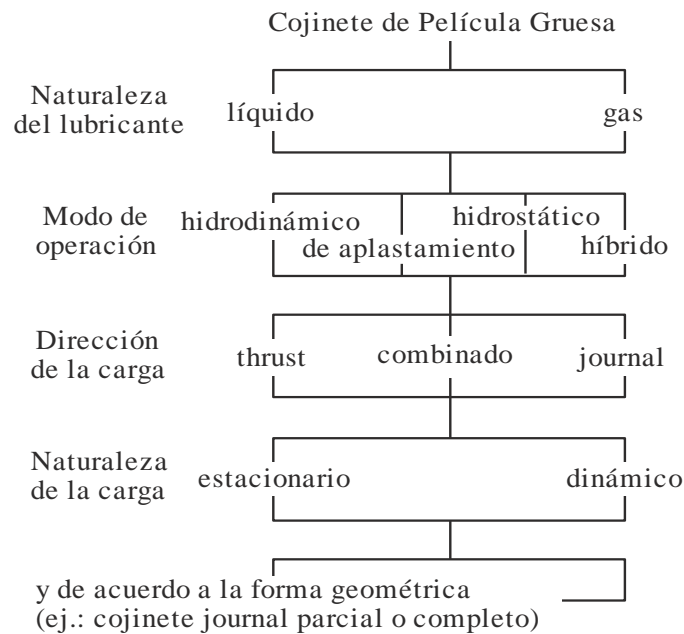 Cojinete de Película Gruesa
Naturaleza
del lubricante
líquido
gas
Modo de
operación
hidrodinámico
de aplastamiento
hidrostático
híbrido
Dirección
de la carga
thrust
combinado
journal
Naturaleza
de la carga
estacionario
dinámico
y de acuerdo a la forma geométrica
(ej.: cojinete journal parcial o completo)